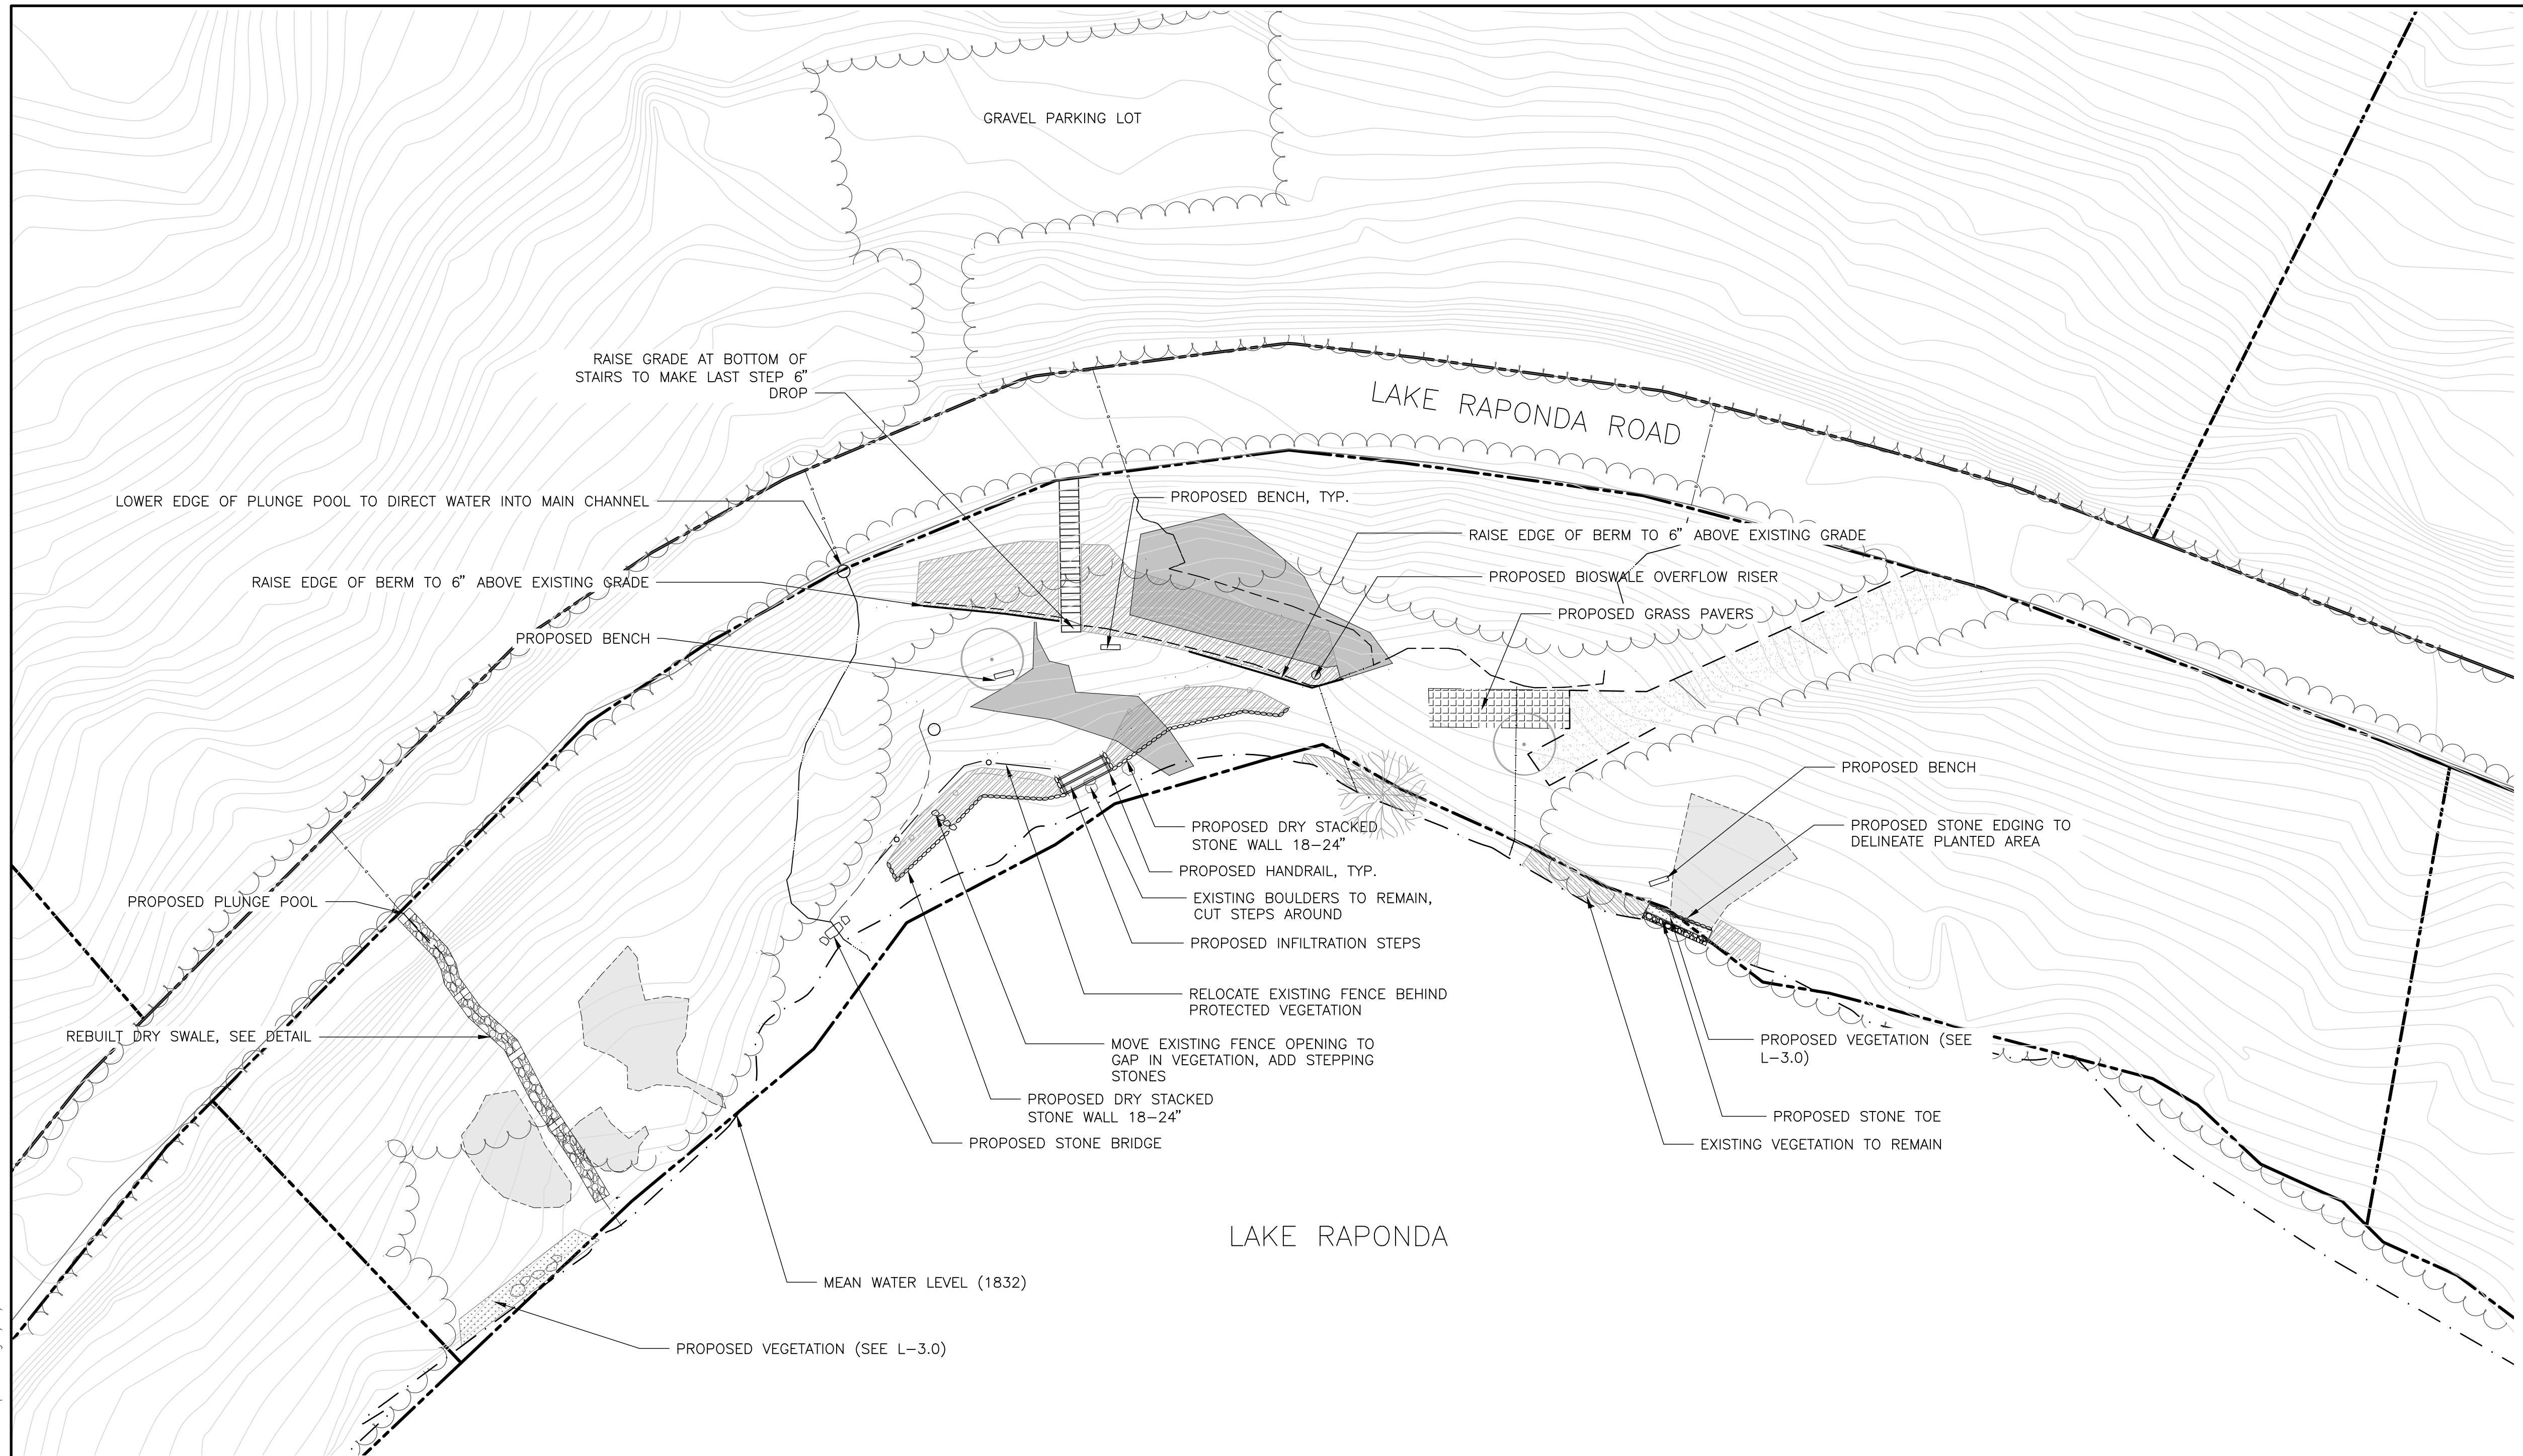 GRAVEL PARKING LOT
RAISE GRADE AT BOTTOM OF
STAIRS TO MAKE LAST STEP 6"
DROP
LAKE RAPONDA ROAD
LOWER EDGE OF PLUNGE POOL TO DIRECT WATER INTO MAIN CHANNEL
PROPOSED BENCH, TYP.
RAISE EDGE OF BERM TO 6" ABOVE EXISTING GRADE
PROPOSED BIOSWALE OVERFLOW RISER
RAISE EDGE OF BERM TO 6" ABOVE EXISTING GRADE
PROPOSED GRASS PAVERS
PROPOSED BENCH
PROPOSED BENCH
PROPOSED DRY STACKED
STONE WALL 18-24"
PROPOSED STONE EDGING TO
DELINEATE PLANTED AREA
PROPOSED HANDRAIL, TYP.
EXISTING BOULDERS TO REMAIN,
CUT STEPS AROUND
PROPOSED PLUNGE POOL
PROPOSED INFILTRATION STEPS
RELOCATE EXISTING FENCE BEHIND
PROTECTED VEGETATION
REBUILT DRY SWALE, SEE DETAIL
MOVE EXISTING FENCE OPENING TO
GAP IN VEGETATION, ADD STEPPING
STONES
PROPOSED VEGETATION (SEE
L-3.0)
PROPOSED DRY STACKED
STONE WALL 18-24"
PROPOSED STONE TOE
PROPOSED STONE BRIDGE
EXISTING VEGETATION TO REMAIN
LAKE RAPONDA
MEAN WATER LEVEL (1832)
PROPOSED VEGETATION (SEE L-3.0)